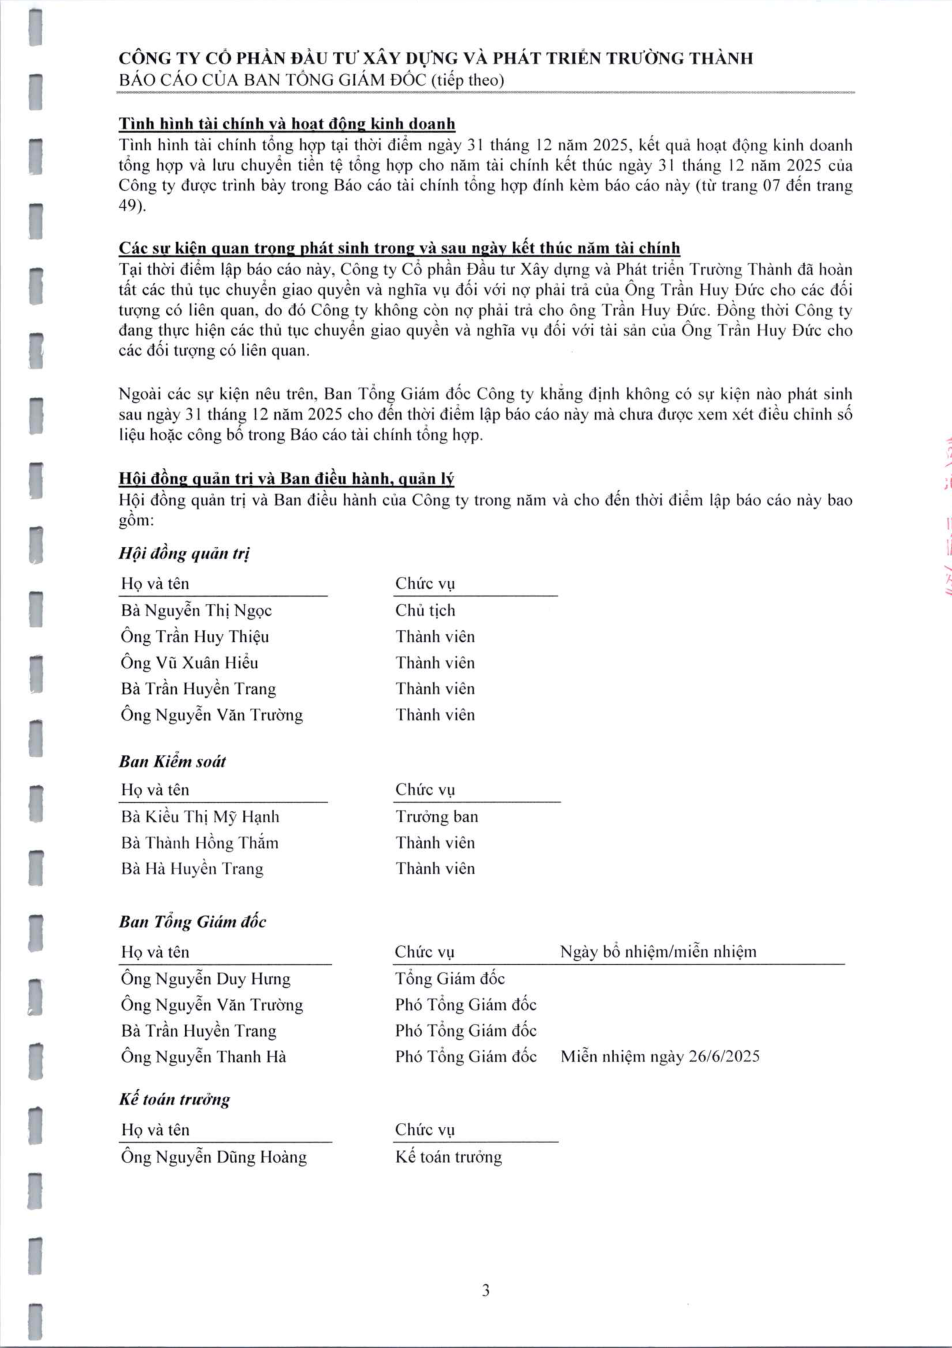 CÔNG TY CỔ PHẦN ĐẦU TƯ XÂY DỰNG VÀ PHÁT TRIỂN TRƯỜNG THÀNH
BÁO CÁO CỦA BAN TỔNG GIÁM ĐỐC (tiếp theo)
Tình hình tài chính và hoạt động kinh doanh
Tình hình tài chính tổng hợp tại thời điểm ngày 31 tháng 12 năm 2025, kết quả hoạt động kinh doanh
tổng hợp và lưu chuyển tiền tệ tổng hợp cho năm tài chính kết thúc ngày 31 tháng 12 năm 2025 của
Công ty được trình bày trong Báo cáo tài chính tổng hợp đính kèm báo cáo này (từ trang 07 đến trang
49).
Các sự kiện quan trọng phát sinh trong và sau ngày kết thúc năm tài chính
Tại thời điểm lập báo cáo này, Công ty Cổ phần Đầu tư Xây dựng và Phát triển Trường Thành đã hoàn
tất các thủ tục chuyển giao quyền và nghĩa vụ đối với nợ phải trả của Ông Trần Huy Đức cho các đối
tượng có liên quan, do đó Công ty không còn nợ phải trả cho ông Trần Huy Đức. Đồng thời Công ty
đang thực hiện các thủ tục chuyển giao quyền và nghĩa vụ đối với tài sản của Ông Trần Huy Đức cho
các đối tượng có liên quan.
Ngoài các sự kiện nêu trên, Ban Tổng Giám đốc Công ty khẳng định không có sự kiện nào phát sinh
sau ngày 31 tháng 12 năm 2025 cho đến thời điểm lập báo cáo này mà chưa được xem xét điều chỉnh số
liệu hoặc công bố trong Báo cáo tài chính tổng hợp.
Hội đồng quản trị và Ban điều hành, quản lý
Hội đồng quản trị và Ban điều hành của Công ty trong năm và cho đến thời điểm lập báo cáo này bao
gồm:
Hội đồng quản trị
Họ và tên Chức vụ
Bà Nguyễn Thị Ngọc Chủ tịch
Ông Trần Huy Thiệu Thành viên
Ông Vũ Xuân Hiểu Thành viên
Bà Trần Huyền Trang Thành viên
Ông Nguyễn Văn Trường Thành viên
Ban Kiểm soát
Họ và tên Chức vụ
Bà Kiều Thị Mỹ Hạnh Trưởng ban
Bà Thành Hồng Thắm Thành viên
Bà Hà Huyền Trang Thành viên
Ban Tổng Giám đốc
Họ và tên Chức vụ Ngày bổ nhiệm/miễn nhiệm
Ông Nguyễn Duy Hưng Tổng Giám đốc
Ông Nguyễn Văn Trường Phó Tổng Giám đốc
Bà Trần Huyền Trang Phó Tổng Giám đốc
Ông Nguyễn Thanh Hà Phó Tổng Giám đốc Miễn nhiệm ngày 26/6/2025
Kế toán trưởng
Họ và tên Chức vụ
Ông Nguyễn Dũng Hoàng Kế toán trưởng
3